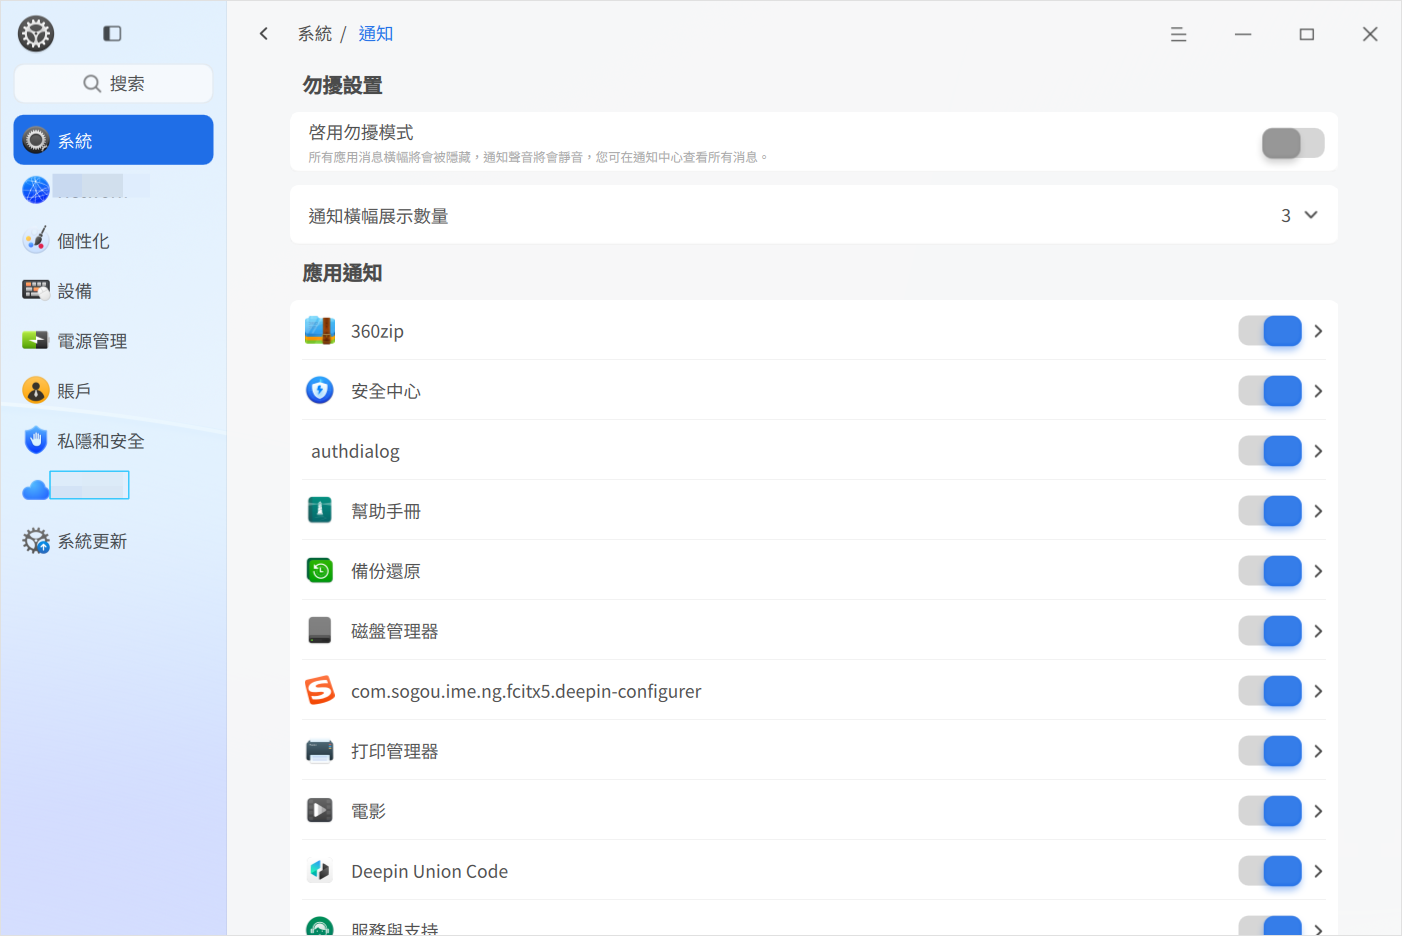 搜索
系統
個性化
設備
電源管理
賬戶
私隱和安全
系統更新
系統 / 通知
勿擾設置
啓用勿擾模式
所有應用消息橫幅將會被隱藏，通知聲音將會靜音，您可在通知中心查看所有消息。
通知橫幅展示數量
3
應用通知
360zip
安全中心
authdialog
幫助手冊
備份還原
磁盤管理器
com.sogou.ime.ng.fcitx5.deepin-configurer
打印管理器
電影
Deepin Union Code
服務與支持